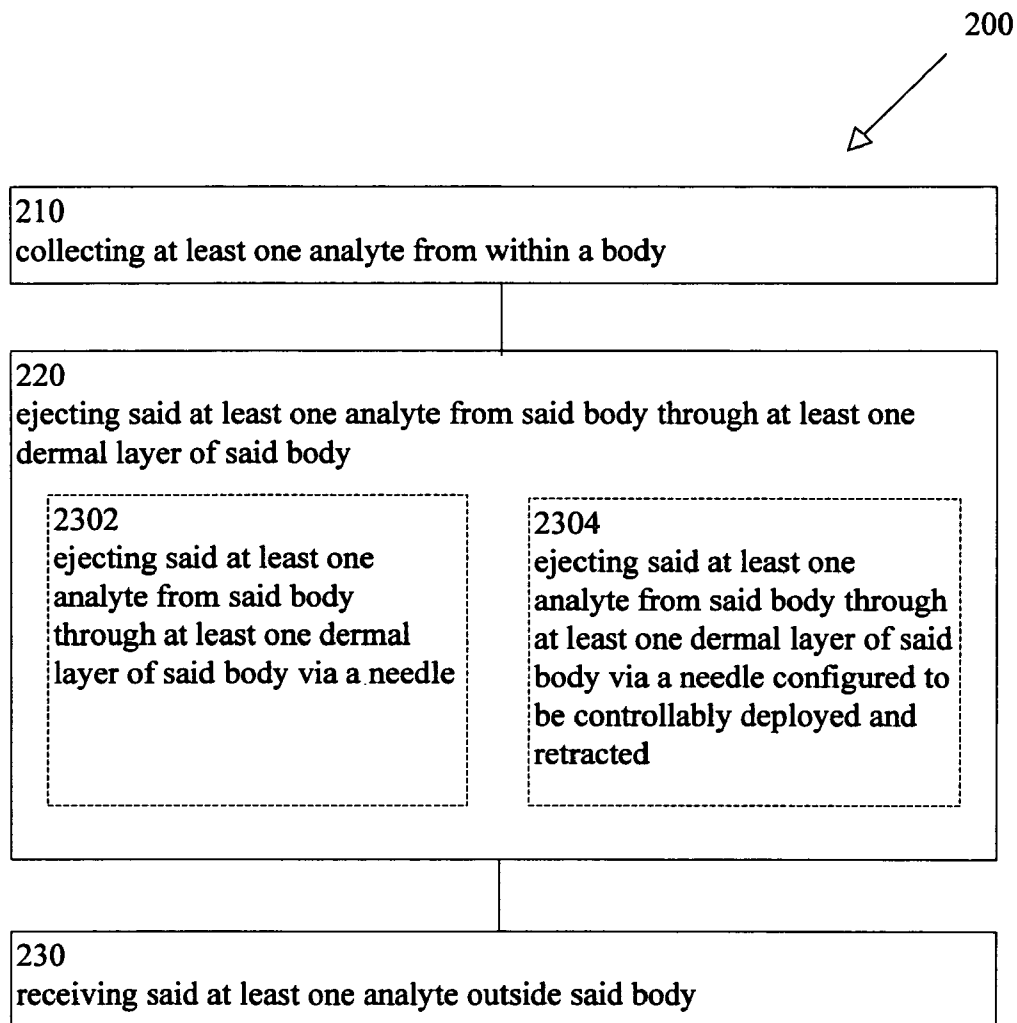 200
210
collecting at least one analyte from within a body
220
ejecting said at least one analyte from said body through at least one
dermal layer of said body
2302
ejecting said at least one
analyte from said body
through at least one dermal
layer of said body via a needle
2304
ejecting said at least one
analyte from said body through
at least one dermal layer of said
body via a needle configured to
be controllably deployed and
retracted
230
receiving said at least one analyte outside said body